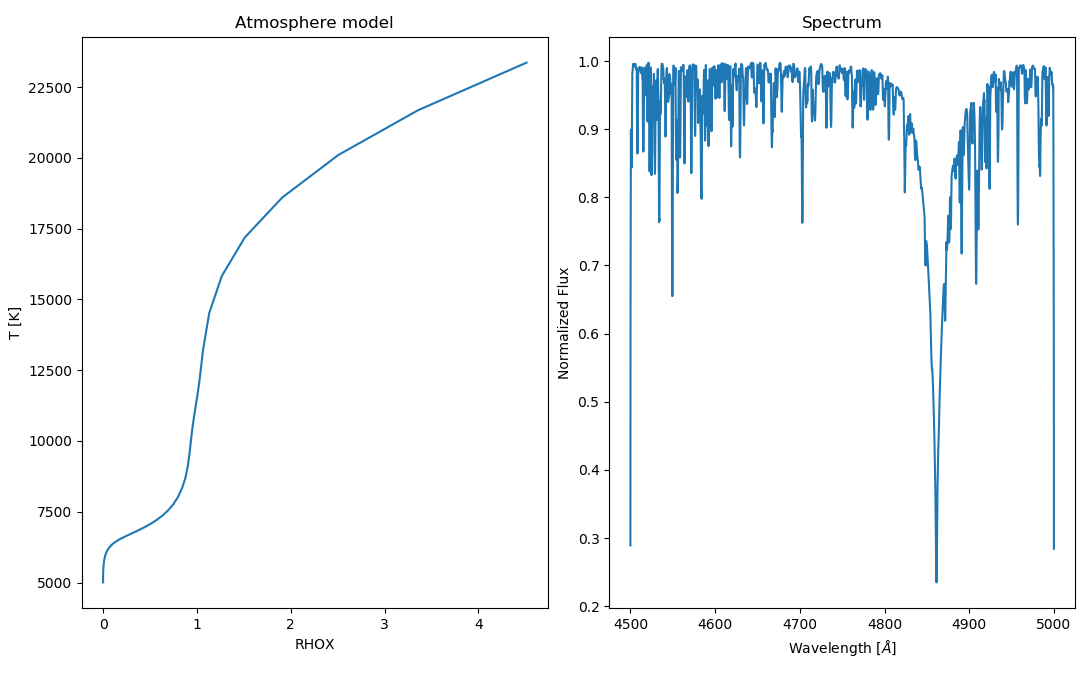 Atmosphere model
T [K]
22500
20000
17500
15000
12500
10000
7500
5000
0 1 2 3 4
RHOX
Spectrum
Normalized Flux
1.0
0.9
0.8
0.7
0.6
0.5
0.4
0.3
0.2
4500 4600 4700 4800 4900 5000
Wavelength [Å]